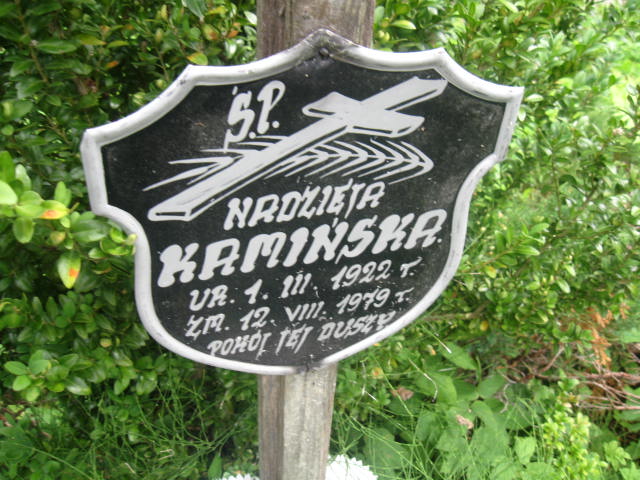 Ś.P.
NADZIEJA
KAMIŃSKA
UR. 1. III. 1922 r.
ZM. 12. VIII. 1979 r.
POKÓJ JEJ DUSZY